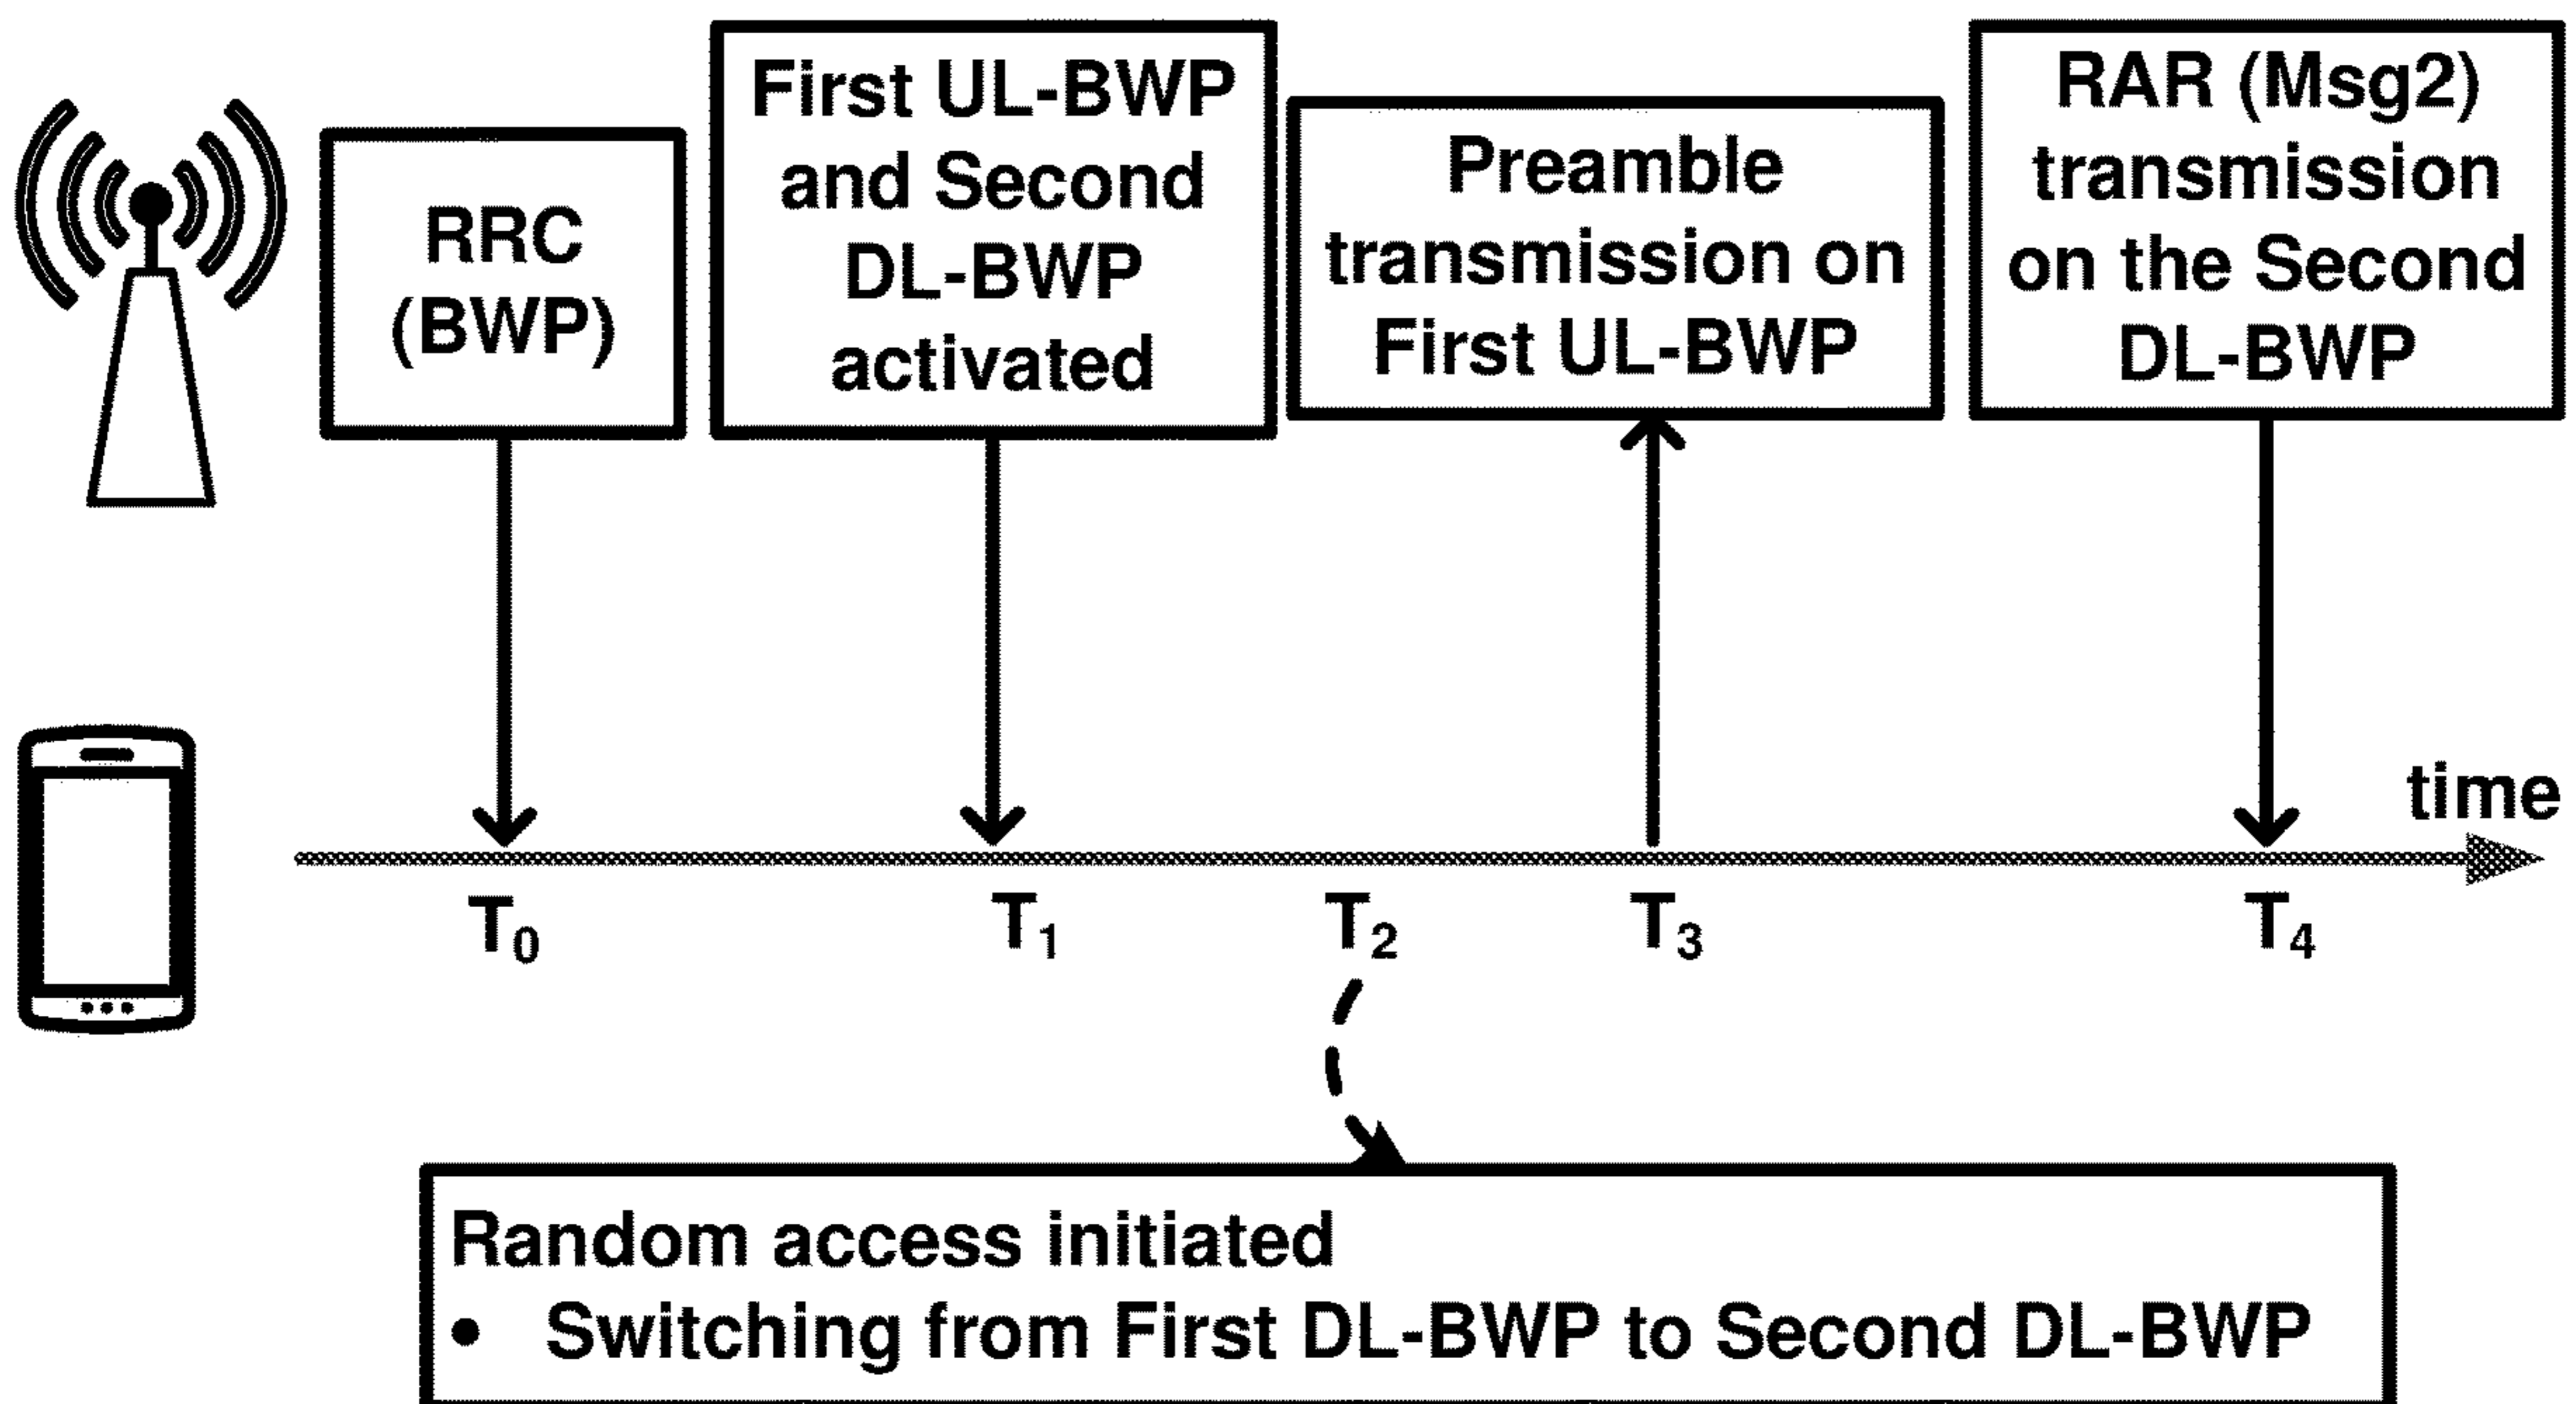 RRC
(BWP)
First UL-BWP
and Second
DL-BWP
activated
Preamble
transmission on
First UL-BWP
RAR (Msg2)
transmission
on the Second
DL-BWP
time
T0
T1
T2
T3
T4
Random access initiated
• Switching from First DL-BWP to Second DL-BWP